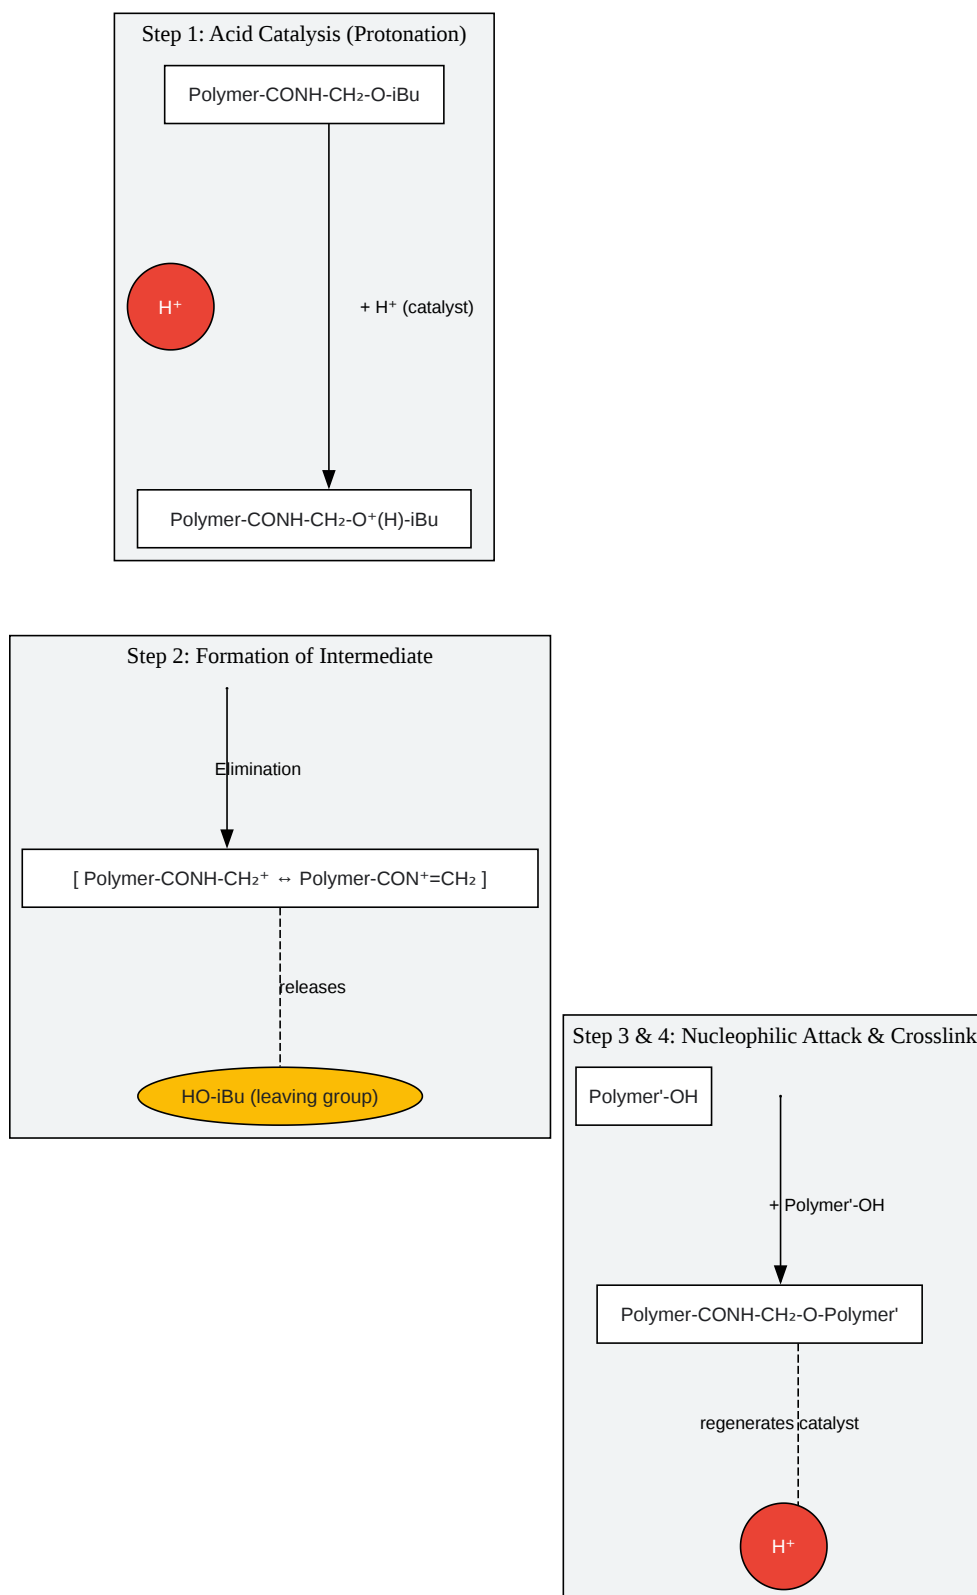 Step 1: Acid Catalysis (Protonation)
Polymer-CONH-CH₂-O-iBu
H⁺
+ H⁺ (catalyst)
Polymer-CONH-CH₂-O⁺(H)-iBu
Step 2: Formation of Intermediate
Elimination
[ Polymer-CONH-CH₂⁺ ↔ Polymer-CON⁺=CH₂ ]
releases
HO-iBu (leaving group)
Step 3 & 4: Nucleophilic Attack & Crosslink
Polymer'-OH
+ Polymer'-OH
Polymer-CONH-CH₂-O-Polymer'
regenerates catalyst
H⁺